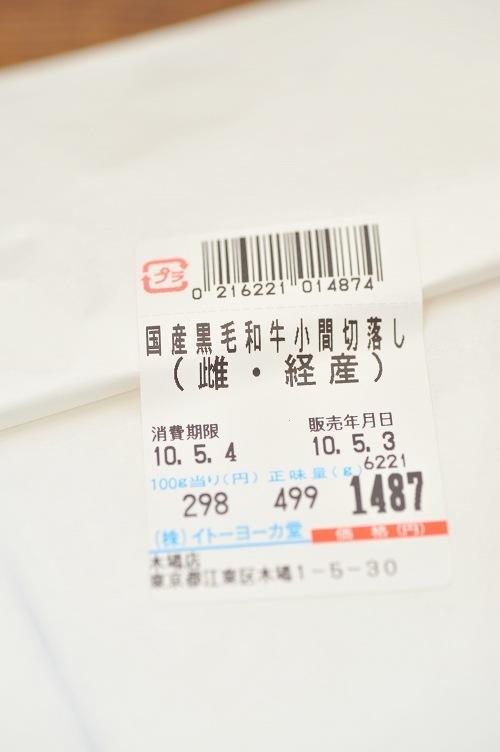 プラ
0 216221 014874
国産黒毛和牛小間切落し
(雌・経産)
消費期限 販売年月日
10.5.4 10.5.3
6221
100g当り(円) 正味量(g)
298 499 1487
(株)イトーヨーカ堂 価格(円)
木場店
東京都江東区木場1-5-30